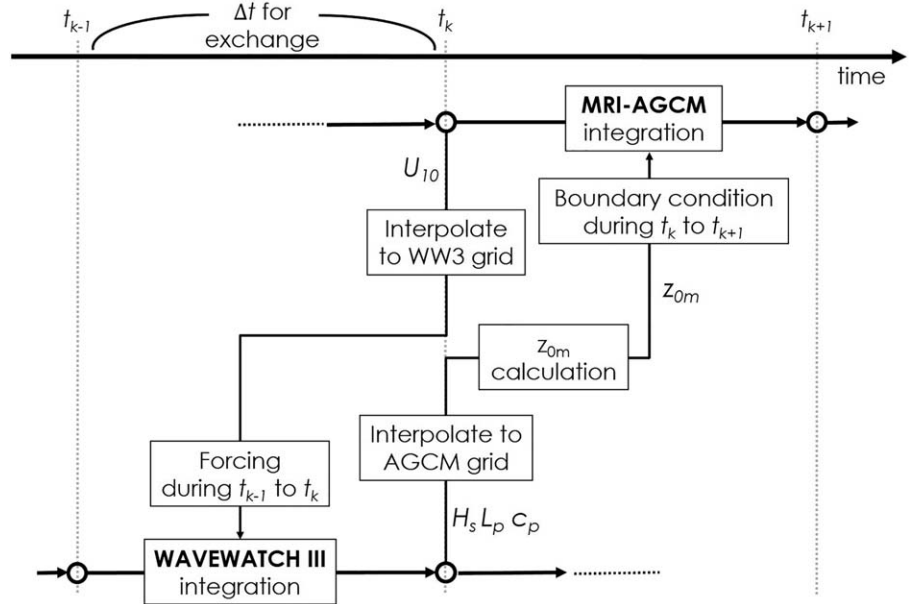 t_{k-1}
Δt for
exchange
t_k
t_{k+1}
time
MRI-AGCM
integration
U_{10}
Boundary condition
during t_k to t_{k+1}
Interpolate
to WW3 grid
z_{0m}
z_{0m}
calculation
Interpolate to
AGCM grid
Forcing
during t_{k-1} to t_k
H_s L_p c_p
WAVEWATCH III
integration